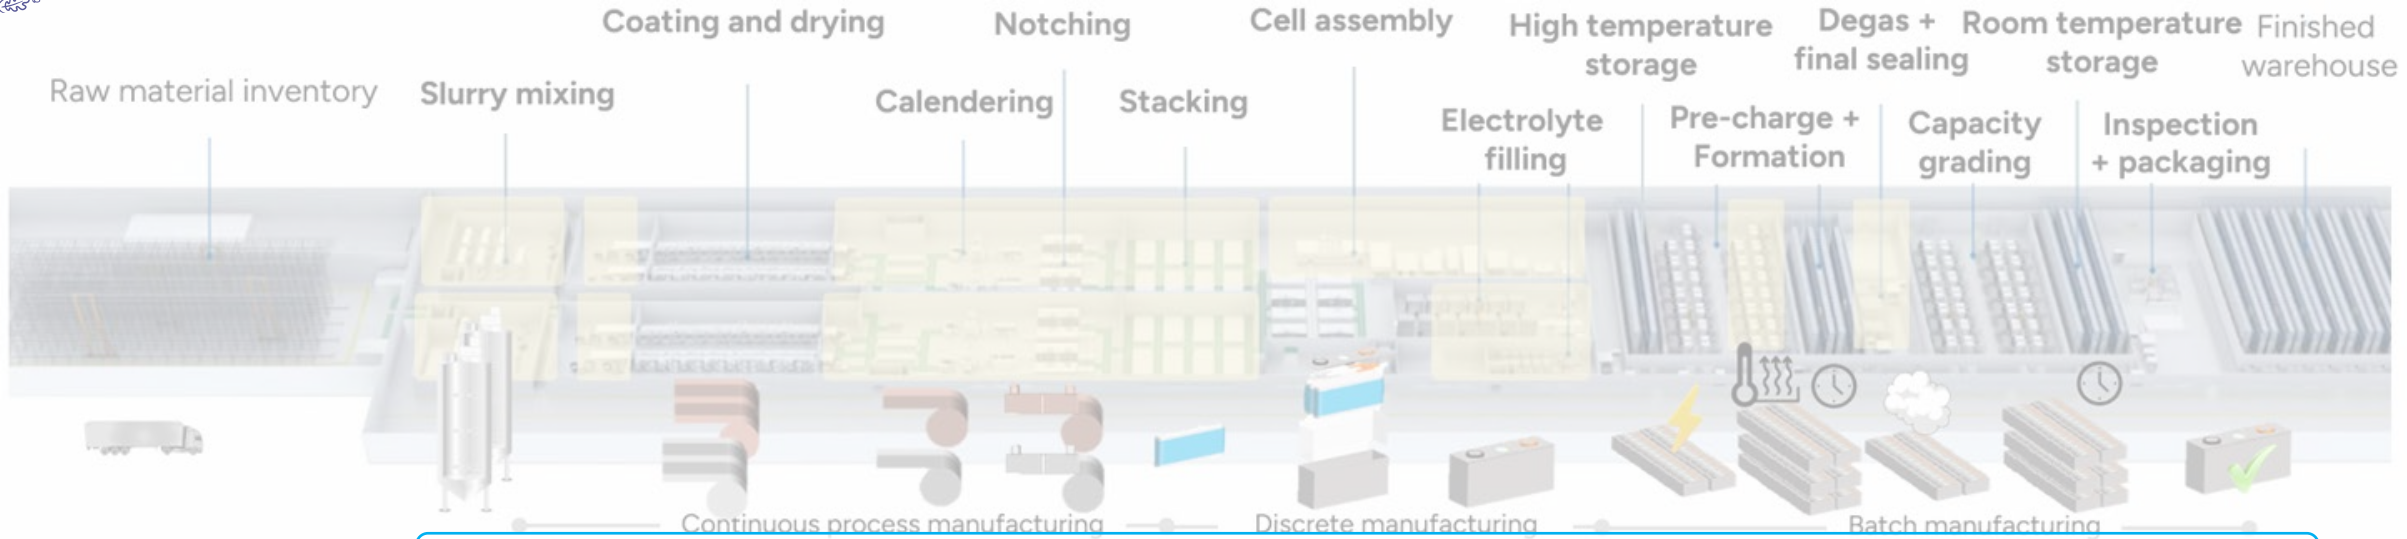 Raw material inventory
Slurry mixing
Coating and drying
Calendering
Notching
Stacking
Cell assembly
Electrolyte
filling
High temperature
storage
Pre-charge +
Formation
Degas +
final sealing
Capacity
grading
Room temperature
storage
Inspection
+ packaging
Finished
warehouse
Continuous process manufacturing
Discrete manufacturing
Batch manufacturing